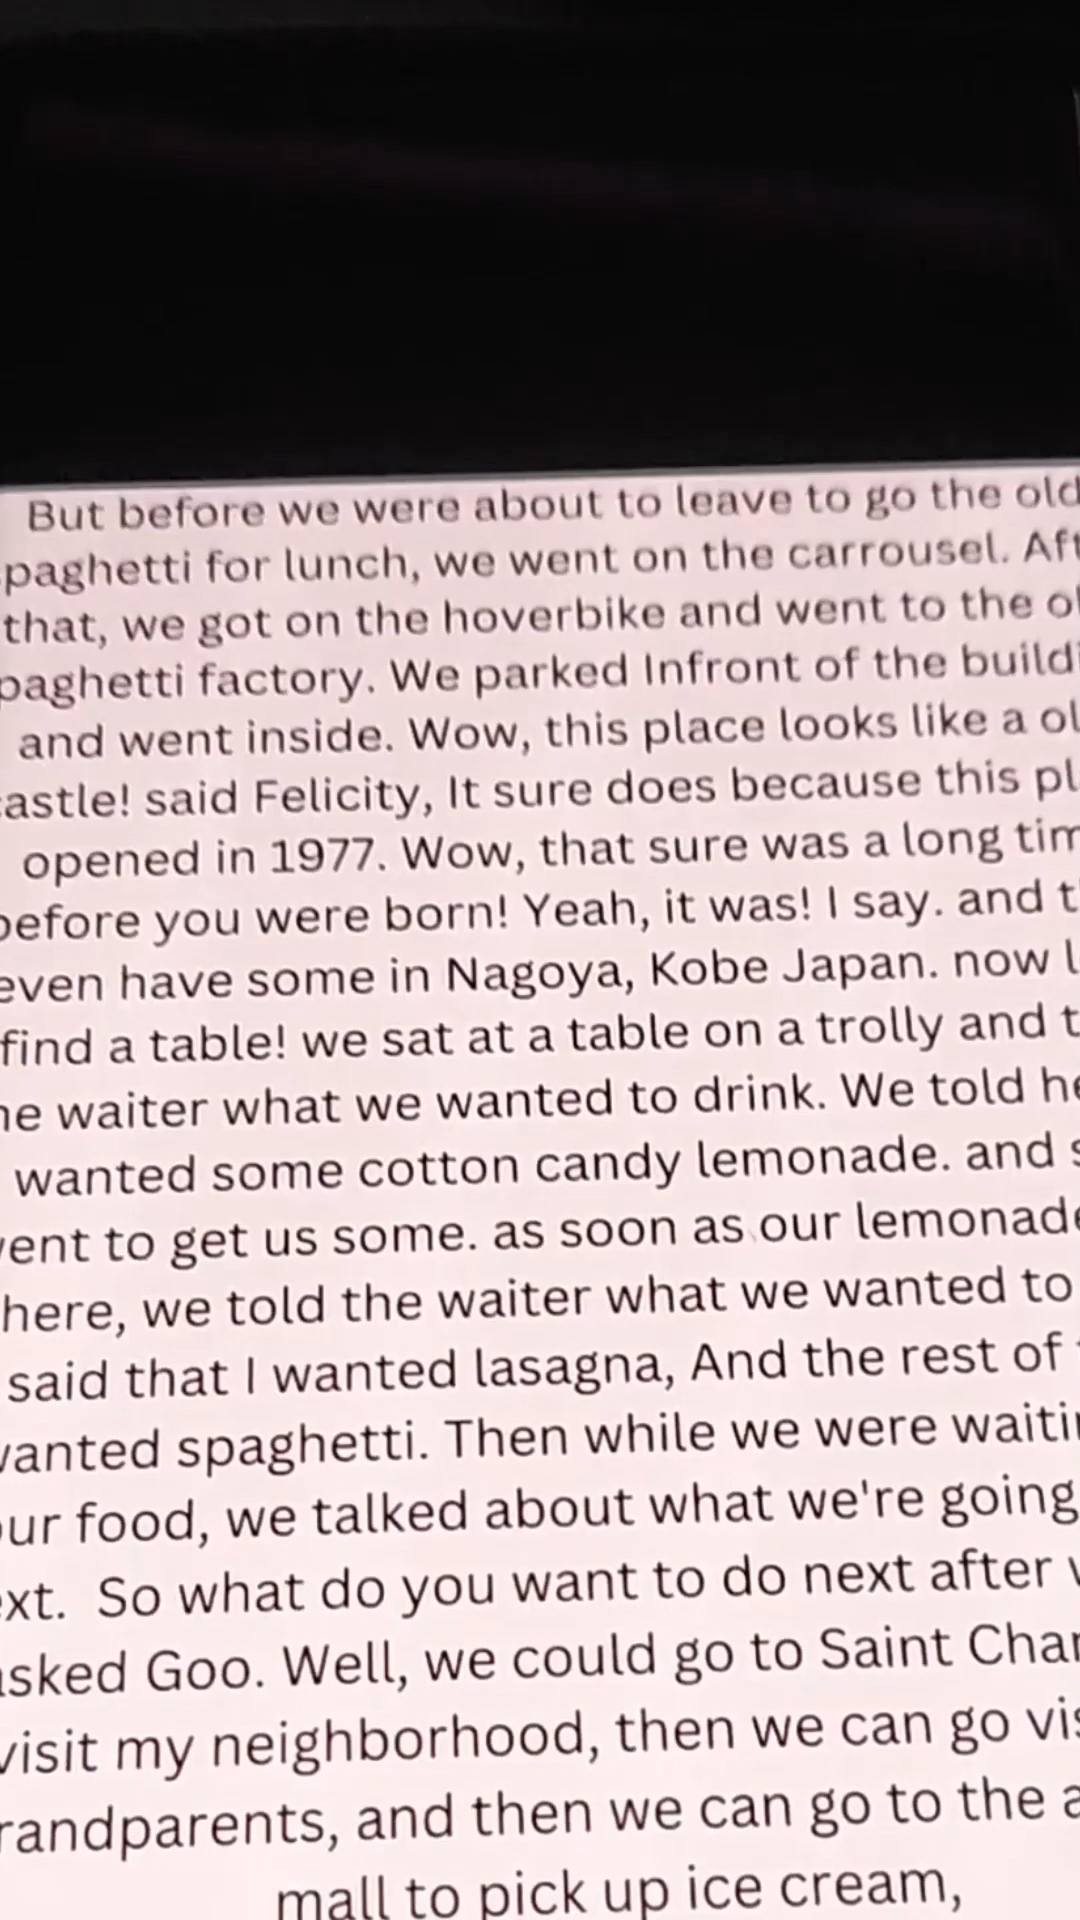 But before we were about to leave to go the old
paghetti for lunch, we went on the carrousel.
that, we got on the hoverbike and went to the
paghetti factory. We parked Infront of the
and went inside. Wow, this place looks like a
astle! said Felicity, It sure does because this
opened in 1977. Wow, that sure was a long
before you were born! Yeah, it was! I say. and
even have some in Nagoya, Kobe Japan. now
find a table! we sat at a table on a trolly and
waiter what we wanted to drink. We told
wanted some cotton candy lemonade. and
to get us some. as soon as our
here, we told the waiter what we wanted to
said that I wanted lasagna, And the rest of
wanted spaghetti. Then while we were
our food, we talked about what we're going
So what do you want to do next after
asked Goo. Well, we could go to Saint
visit my neighborhood, then we can go
randparents, and then we can go to the
mall to pick up ice cream,